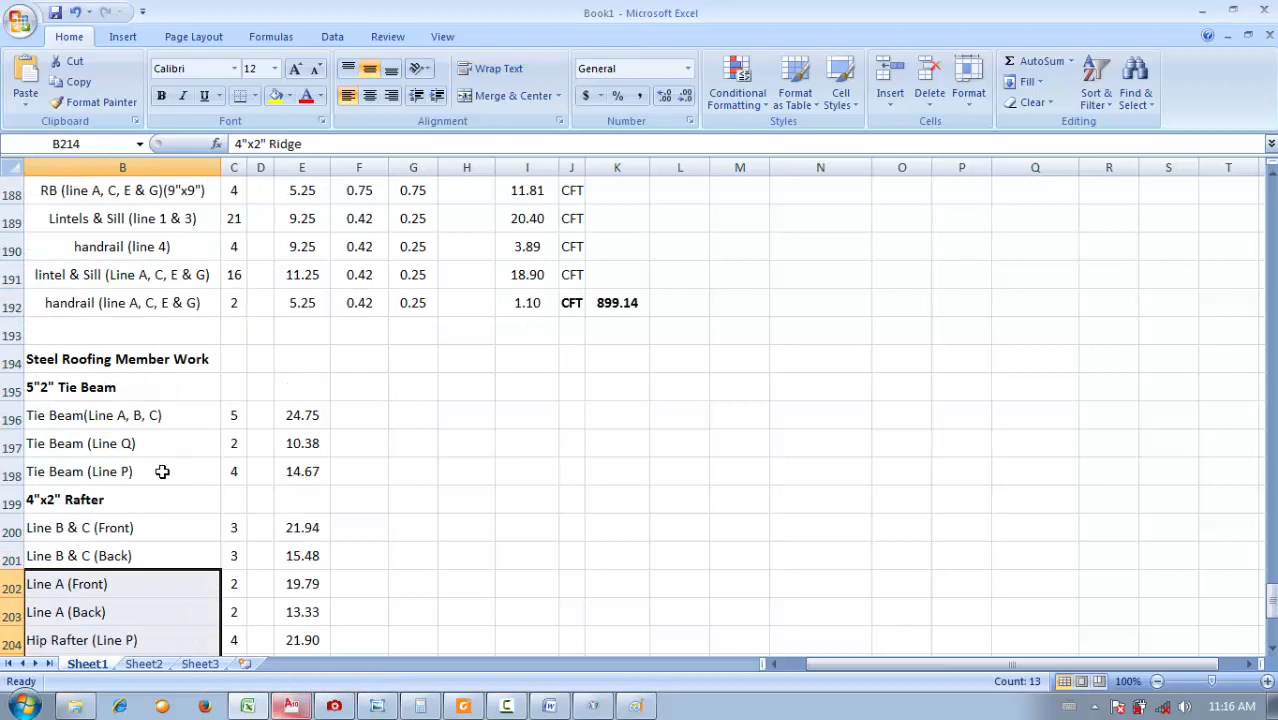 Book1 - Microsoft Excel
Home Insert Page Layout Formulas Data Review View
Paste Cut Copy Format Painter Clipboard
Calibri 12 Font
Wrap Text Merge & Center Alignment
General Number
Conditional Formatting Format as Table Cell Styles Styles
Insert Delete Format Cells
AutoSum Fill Clear Sort & Filter Find & Select Editing
B214 fx 4"x2" Ridge
B C D E F G H I J K L M N O P Q R S T
188 RB (line A, C, E & G)(9"x9") 4 5.25 0.75 0.75 11.81 CFT
189 Lintels & Sill (line 1 & 3) 21 9.25 0.42 0.25 20.40 CFT
190 handrail (line 4) 4 9.25 0.42 0.25 3.89 CFT
191 lintel & Sill (Line A, C, E & G) 16 11.25 0.42 0.25 18.90 CFT
192 handrail (line A, C, E & G) 2 5.25 0.42 0.25 1.10 CFT 899.14
193
194 Steel Roofing Member Work
195 5"2" Tie Beam
196 Tie Beam(Line A, B, C) 5 24.75
197 Tie Beam (Line Q) 2 10.38
198 Tie Beam (Line P) 4 14.67
199 4"x2" Rafter
200 Line B & C (Front) 3 21.94
201 Line B & C (Back) 3 15.48
202 Line A (Front) 2 19.79
203 Line A (Back) 2 13.33
204 Hip Rafter (Line P) 4 21.90
Sheet1 Sheet2 Sheet3
Ready Count: 13 100%
11:16 AM